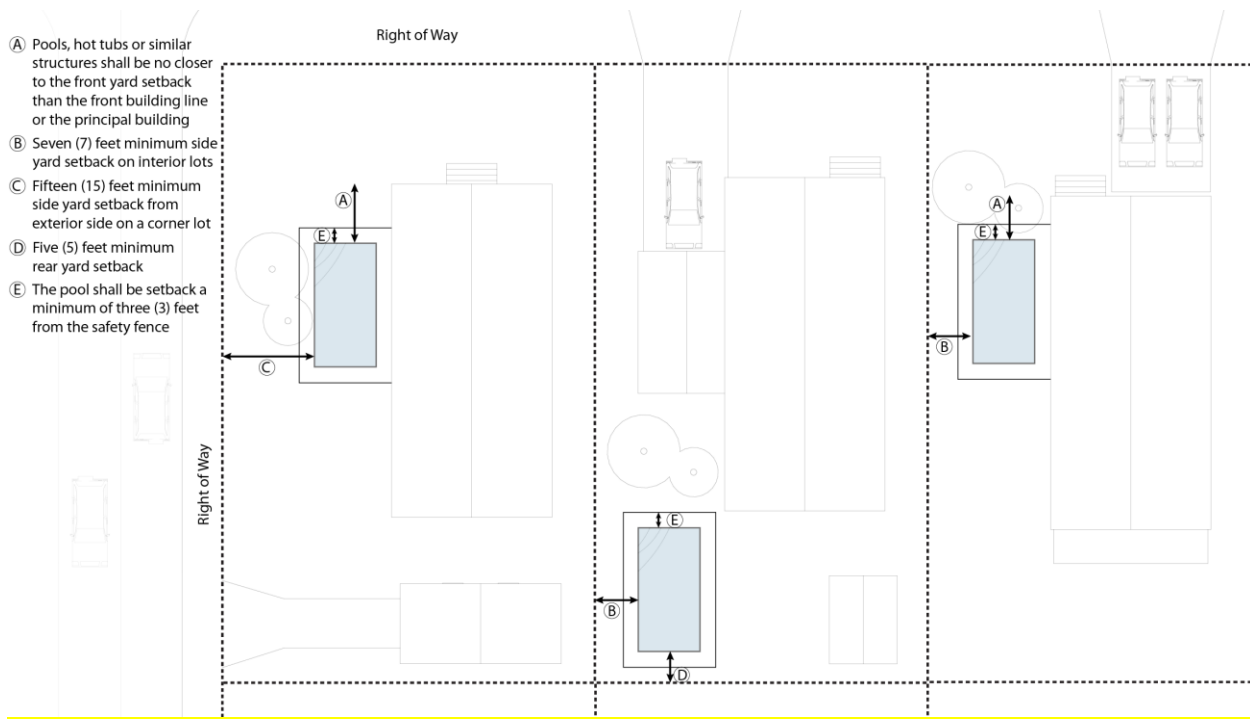 Right of Way
Ⓐ Pools, hot tubs or similar
structures shall be no closer
to the front yard setback
than the front building line
or the principal building
Ⓑ Seven (7) feet minimum side
yard setback on interior lots
Ⓒ Fifteen (15) feet minimum
side yard setback from
exterior side on a corner lot
Ⓓ Five (5) feet minimum
rear yard setback
Ⓔ The pool shall be setback a
minimum of three (3) feet
from the safety fence
Right of Way
Ⓐ
Ⓔ
Ⓒ
Ⓔ
Ⓑ
Ⓓ
Ⓐ
Ⓔ
Ⓑ